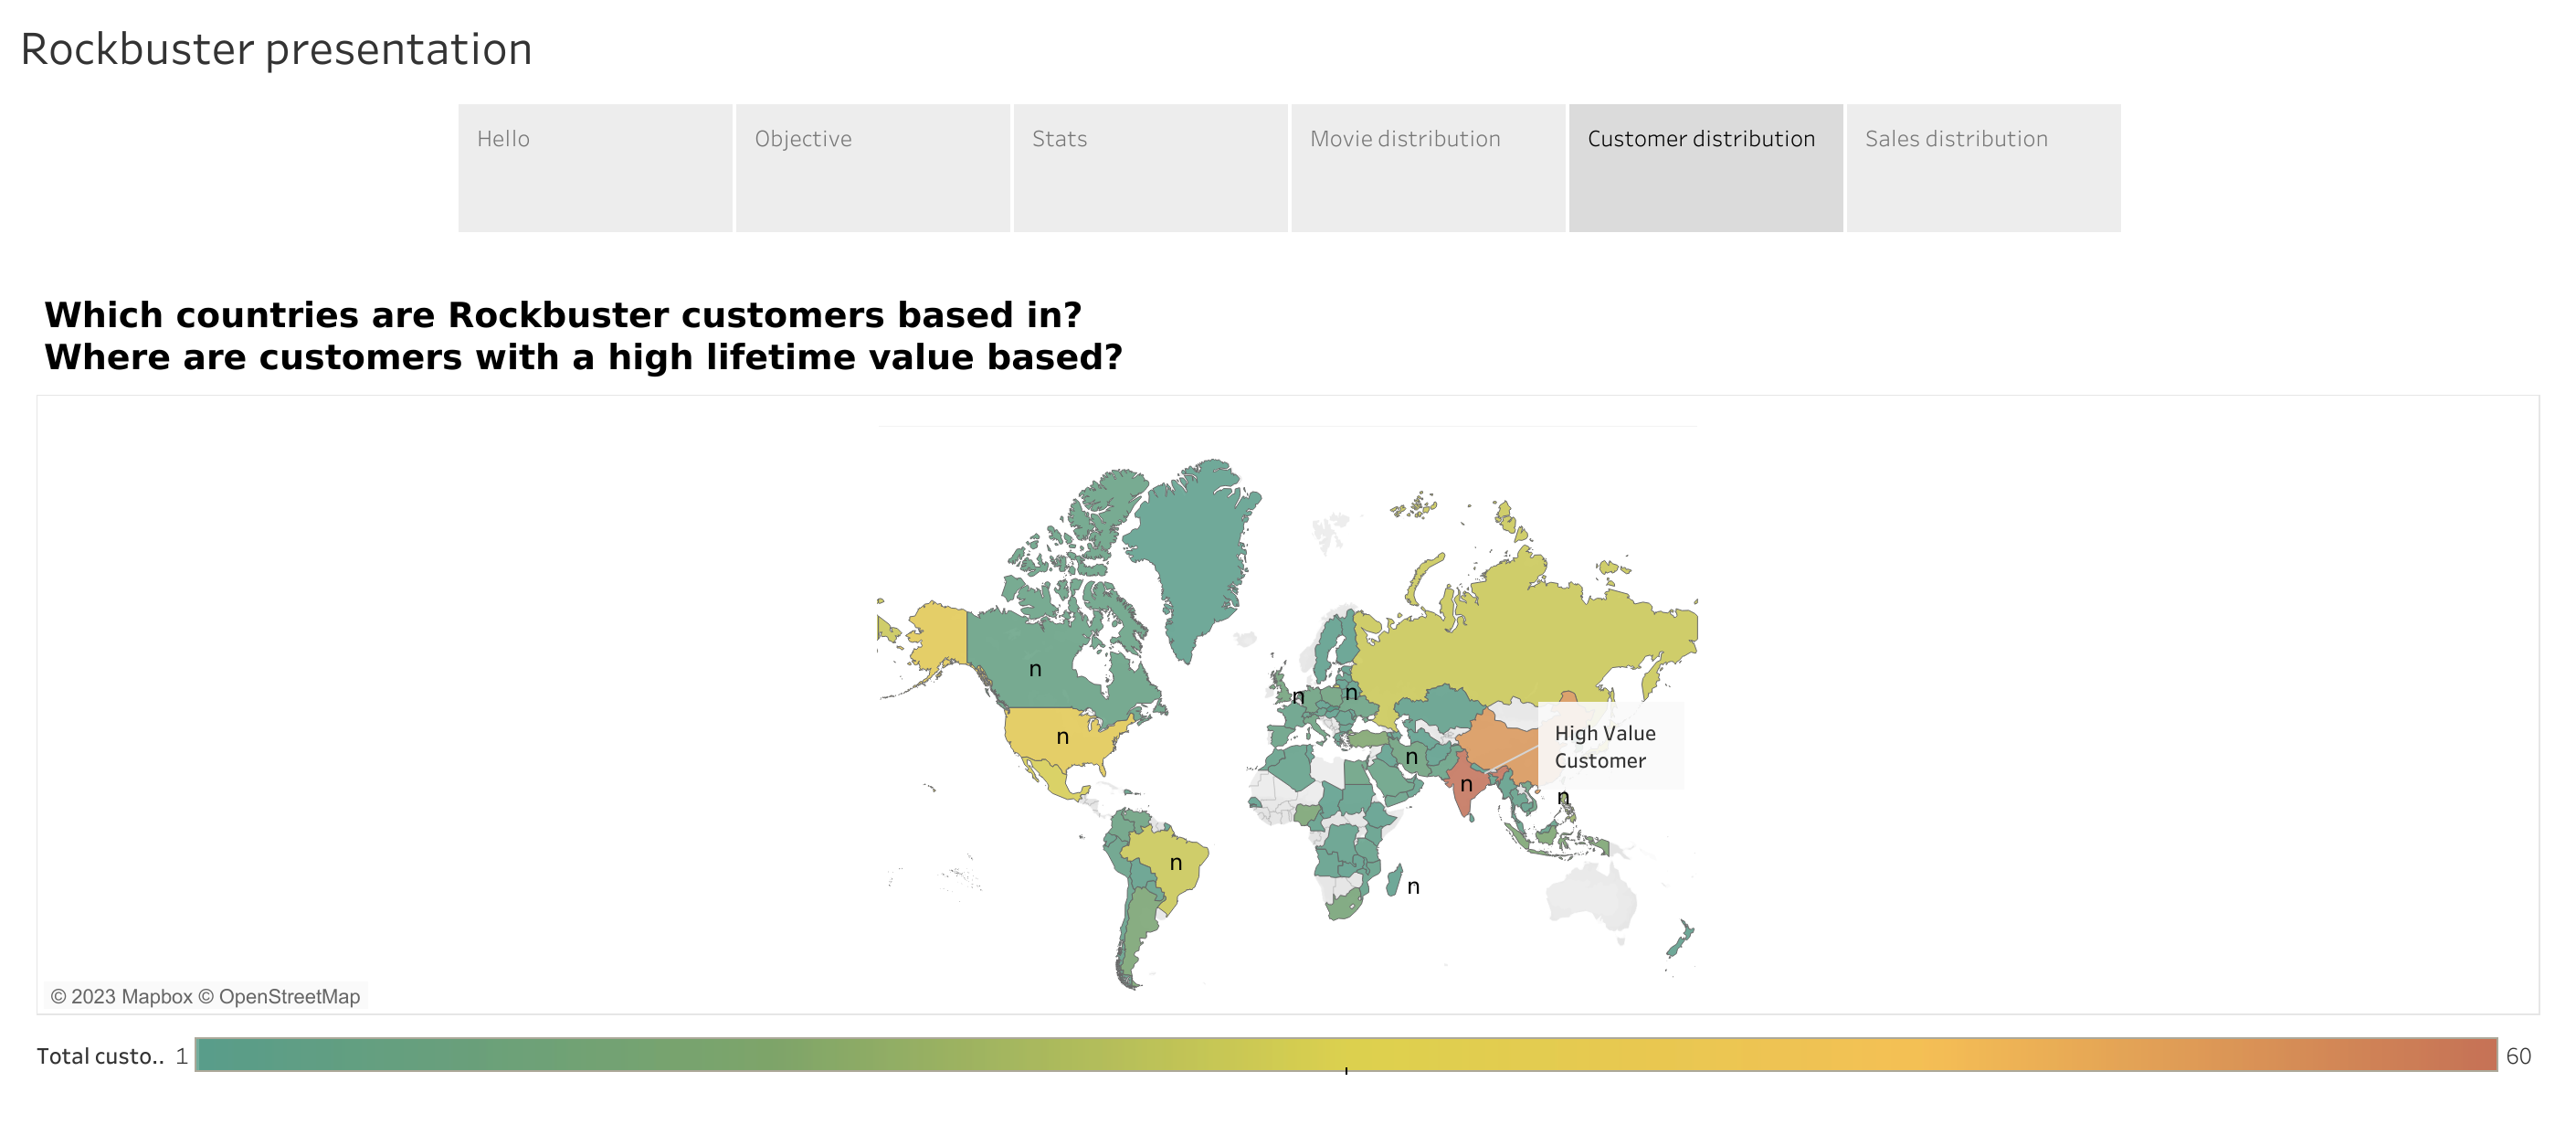 Rockbuster presentation
Hello
Objective
Stats
Movie distribution
Customer distribution
Sales distribution
Which countries are Rockbuster customers based in?
Where are customers with a high lifetime value based?
n
n
n
n
High Value
Customer
n
n
n
n
n
© 2023 Mapbox © OpenStreetMap
Total custo.. 1
60